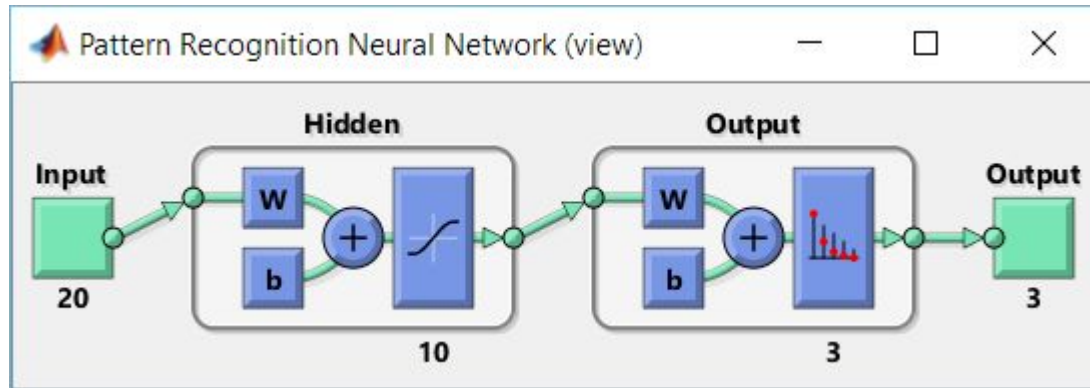 Pattern Recognition Neural Network (view)
Hidden
Output
Input
Output
W
W
b
b
20
3
10
3